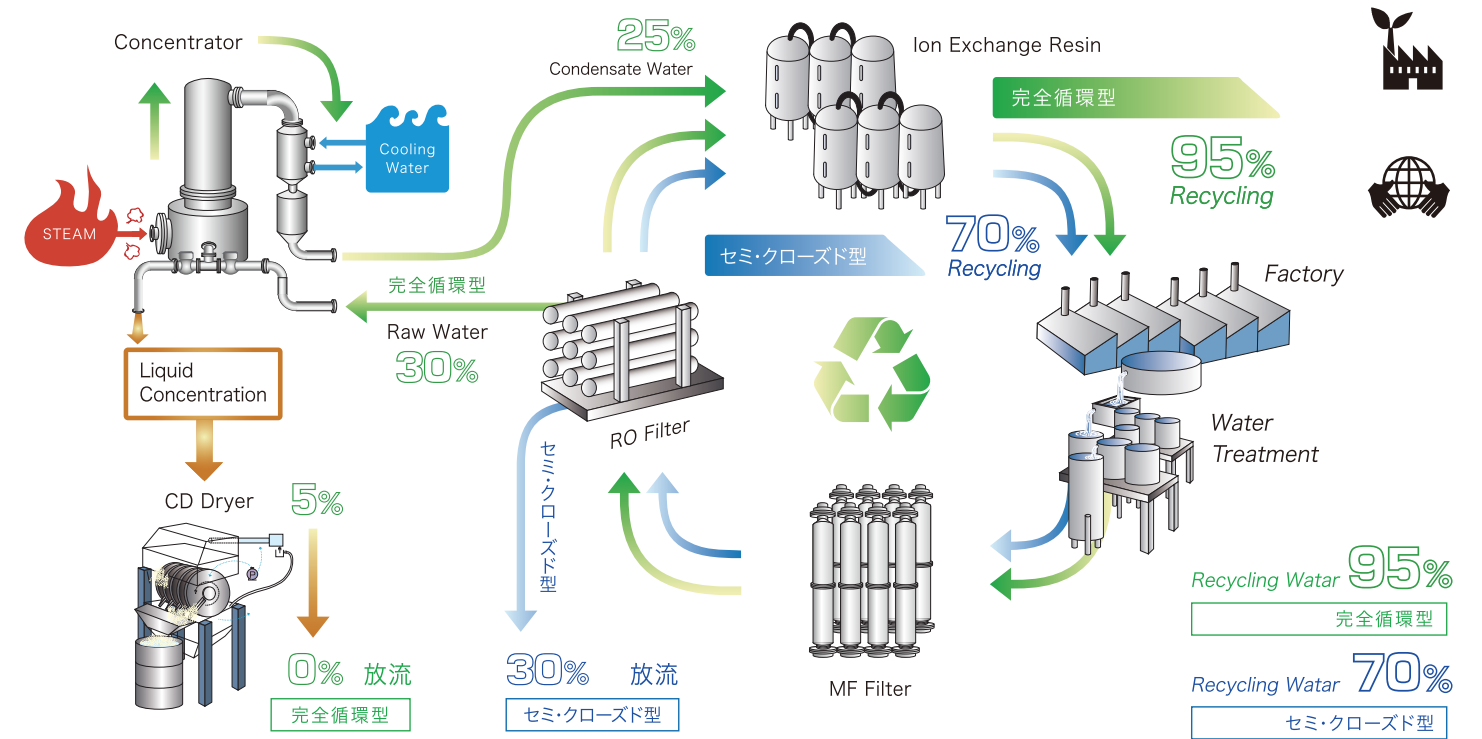 Concentrator
25%
Condensate Water
Ion Exchange Resin
完全循環型
95%
Recycling
Cooling
Water
STEAM
70%
Recycling
セミ・クローズド型
Factory
完全循環型
Raw Water
30%
Liquid
Concentration
RO Filter
Water
Treatment
セミ・クローズド型
CD Dryer
5%
P
0% 放流
完全循環型
30% 放流
セミ・クローズド型
MF Filter
Recycling Watar 95%
完全循環型
Recycling Watar 70%
セミ・クローズド型